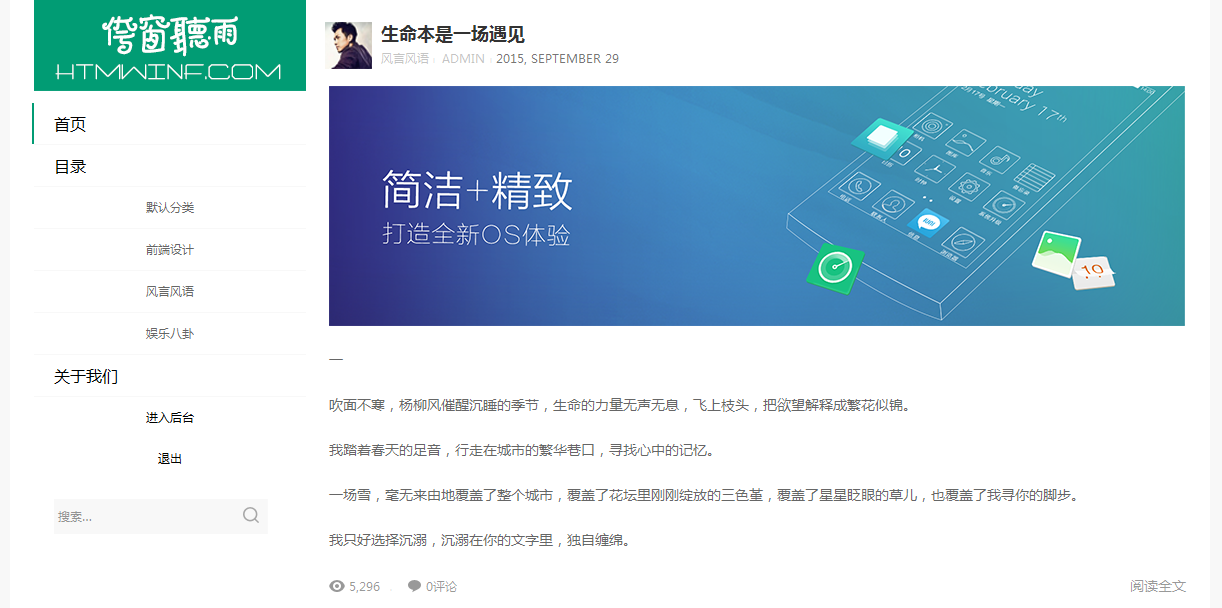 倚窗聽雨
HTMWINF.COM
首页
目录
默认分类
前端设计
风言风语
娱乐八卦
关于我们
进入后台
退出
搜索...
生命本是一场遇见
风言风语 ADMIN 2015, SEPTEMBER 29
简洁+精致
打造全新OS体验
一
吹面不寒，杨柳风催醒沉睡的季节，生命的力量无声无息，飞上枝头，把欲望解释成繁花似锦。
我踏着春天的足音，行走在城市的繁华巷口，寻找心中的记忆。
一场雪，毫无来由地覆盖了整个城市，覆盖了花坛里刚刚绽放的三色堇，覆盖了星星眨眼的草儿，也覆盖了我寻你的脚步。
我只好选择沉溺，沉溺在你的文字里，独自缠绵。
5,296 0评论
阅读全文